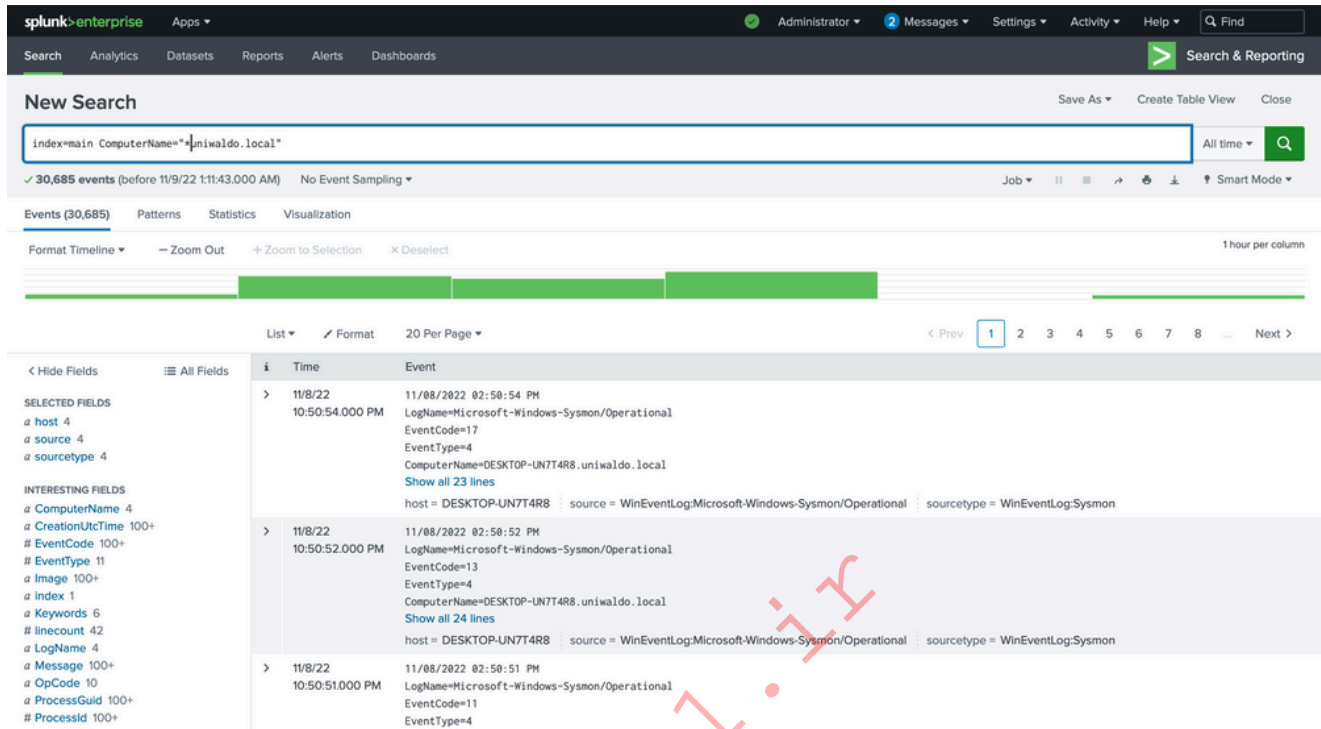 splunk>enterprise Apps ▾ Administrator ▾ 2 Messages ▾ Settings ▾ Activity ▾ Help ▾ Find
Search Analytics Datasets Reports Alerts Dashboards Search & Reporting
New Search Save As ▾ Create Table View Close
index=main ComputerName="*uniwaldo.local" All time ▾
✓ 30,685 events (before 11/9/22 1:11:43.000 AM) No Event Sampling ▾ Job ▾ Smart Mode ▾
Events (30,685) Patterns Statistics Visualization
Format Timeline ▾ — Zoom Out + Zoom to Selection × Deselect 1 hour per column
List ▾ Format 20 Per Page ▾ < Prev 1 2 3 4 5 6 7 8 ... Next >
< Hide Fields All Fields
SELECTED FIELDS
a host 4
a source 4
a sourcetype 4
INTERESTING FIELDS
a ComputerName 4
a CreationUtcTime 100+
# EventCode 100+
# EventType 11
a Image 100+
a index 1
a Keywords 6
# linecount 42
a LogName 4
a Message 100+
a OpCode 10
a ProcessGuid 100+
# ProcessId 100+
i Time Event
> 11/8/22 11/08/2022 02:50:54 PM
10:50:54.000 PM LogName=Microsoft-Windows-Sysmon/Operational
EventCode=17
EventType=4
ComputerName=DESKTOP-UN7T4R8.uniwaldo.local
Show all 23 lines
host = DESKTOP-UN7T4R8 source = WinEventLog:Microsoft-Windows-Sysmon/Operational sourcetype = WinEventLog:Sysmon
> 11/8/22 11/08/2022 02:50:52 PM
10:50:52.000 PM LogName=Microsoft-Windows-Sysmon/Operational
EventCode=13
EventType=4
ComputerName=DESKTOP-UN7T4R8.uniwaldo.local
Show all 24 lines
host = DESKTOP-UN7T4R8 source = WinEventLog:Microsoft-Windows-Sysmon/Operational sourcetype = WinEventLog:Sysmon
> 11/8/22 11/08/2022 02:50:51 PM
10:50:51.000 PM LogName=Microsoft-Windows-Sysmon/Operational
EventCode=11
EventType=4